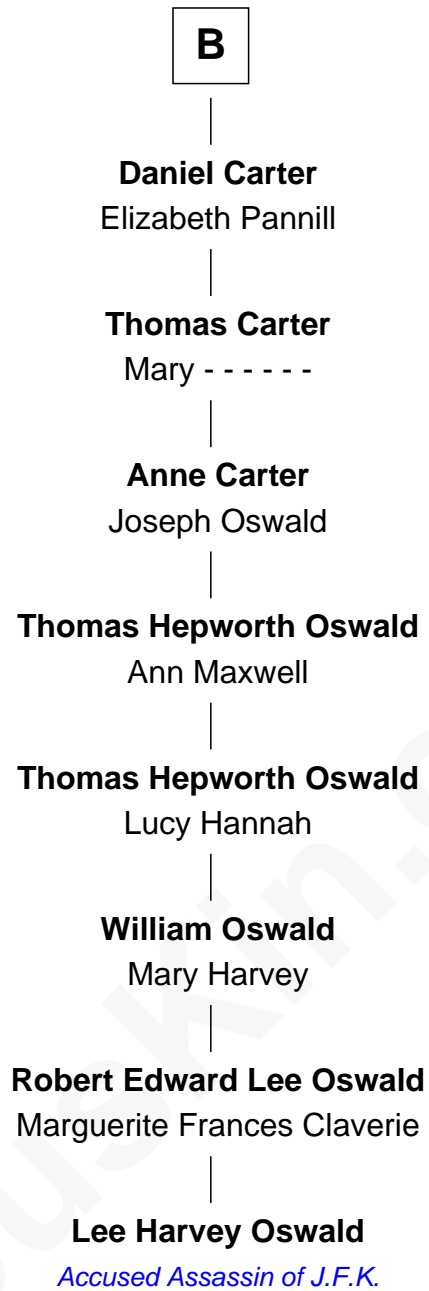 B
Daniel Carter
Elizabeth Pannill
Thomas Carter
Mary - - - - - -
Anne Carter
Joseph Oswald
Thomas Hepworth Oswald
Ann Maxwell
Thomas Hepworth Oswald
Lucy Hannah
William Oswald
Mary Harvey
Robert Edward Lee Oswald
Marguerite Frances Claverie
Lee Harvey Oswald
Accused Assassin of J.F.K.